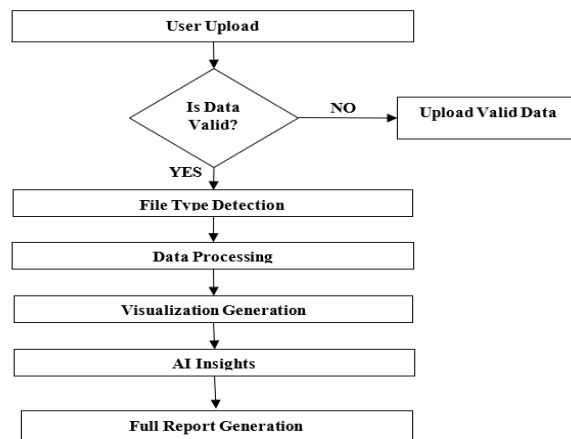 User Upload
Is Data
Valid?
NO
Upload Valid Data
YES
File Type Detection
Data Processing
Visualization Generation
AI Insights
Full Report Generation